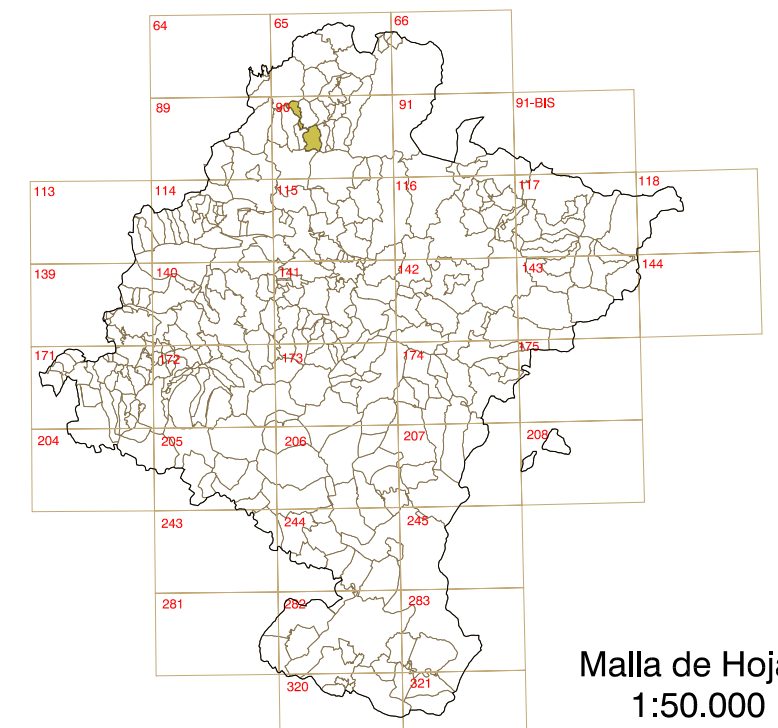 64 65 66
89 90 91 91-BIS
113 114 115 116 117 118
139 140 141 142 143 144
171 172 173 174 175
204 205 206 207 208
243 244 245
281 282 283
320 321
Malla de Hoja
1:50.000